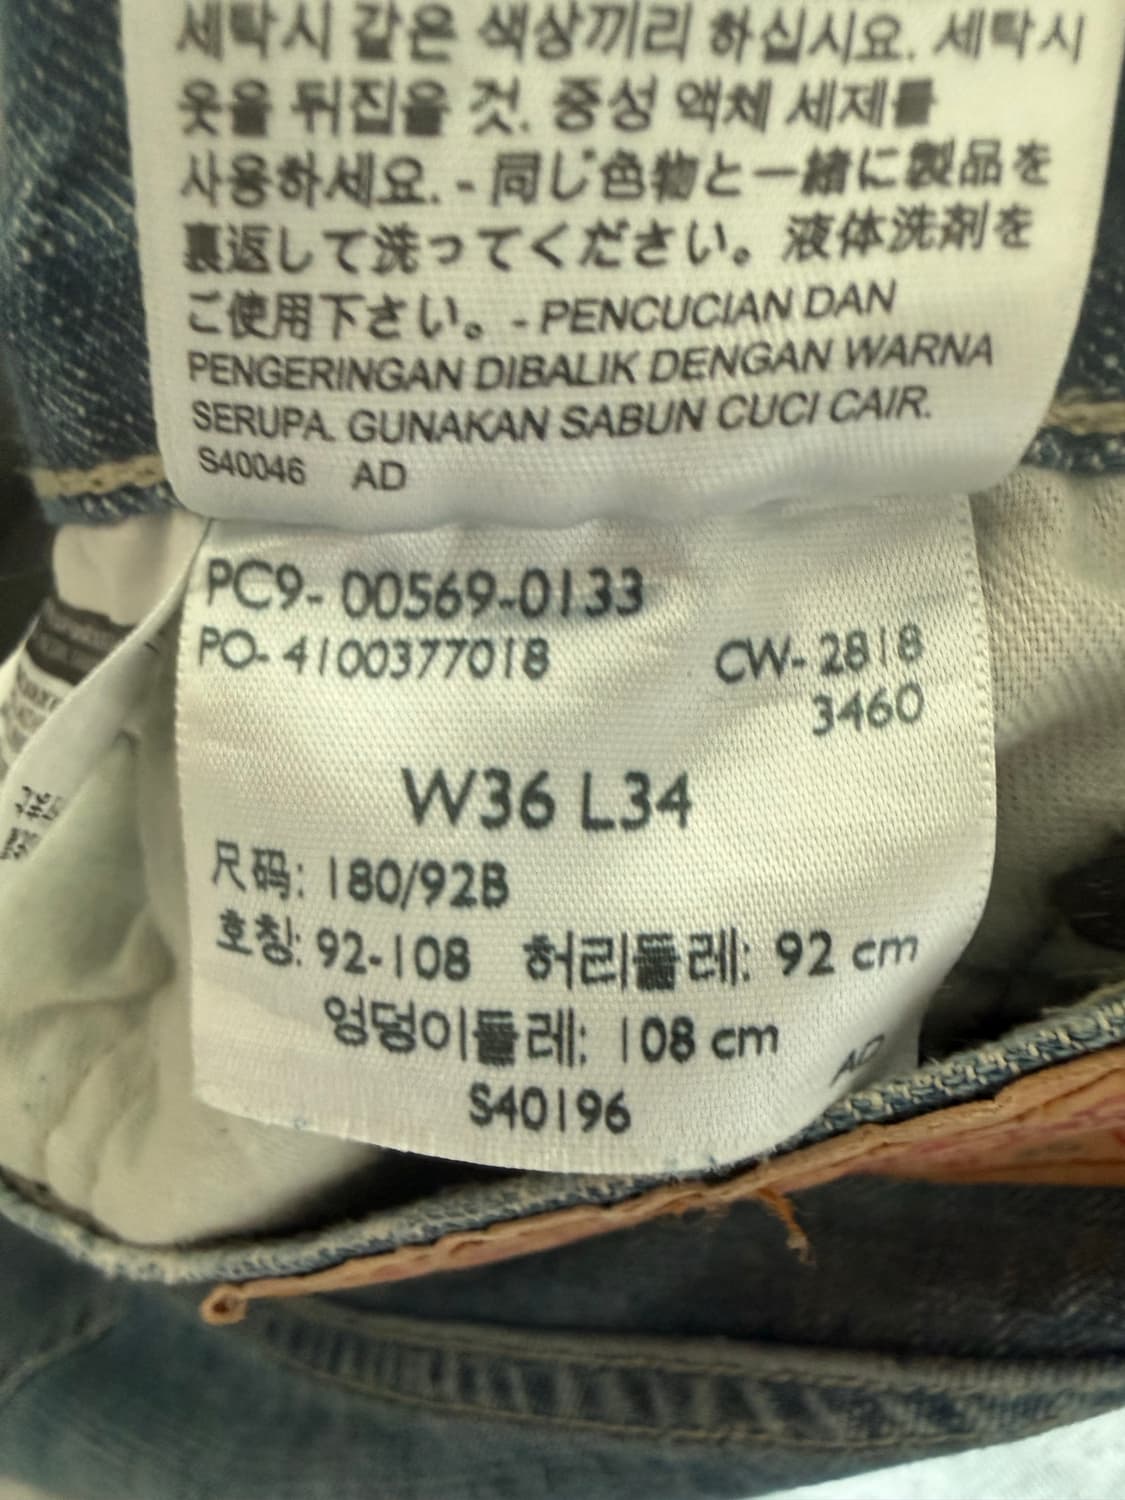 세탁시 같은 색상끼리 하십시요. 세탁시
옷을 뒤집을 것. 중성 액체 세제를
사용하세요. - 同じ色物と一緒に製品を
裏返して洗ってください。液体洗剤を
ご使用下さい。- PENCUCIAN DAN
PENGERINGAN DIBALIK DENGAN WARNA
SERUPA. GUNAKAN SABUN CUCI CAIR.
S40046 AD
PC9- 00569-0133
PO- 4100377018 CW- 2818
3460
W36 L34
尺码: 180/92B
호칭: 92-108 허리둘레: 92 cm
엉덩이둘레: 108 cm
AD
S40196